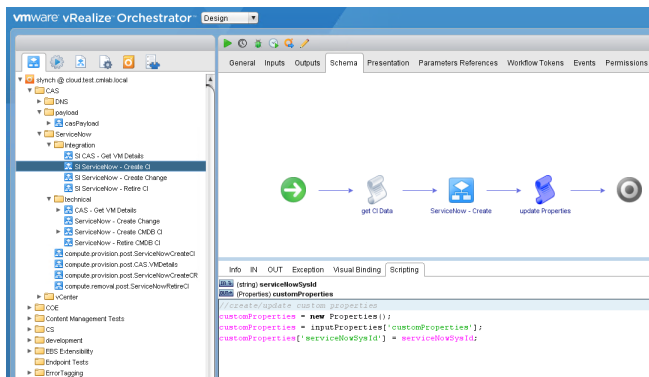 vmware vRealize Orchestrator Design
General Inputs Outputs Schema Presentation Parameters References Workflow Tokens Events Permissions
slynch @ cloud.test.cmlab.local
CAS
DNS
payload
casPayload
ServiceNow
Integration
SI CAS - Get VM Details
SI ServiceNow - Create CI
SI ServiceNow - Create Change
SI ServiceNow - Retire CI
technical
CAS - Get VM Details
ServiceNow - Create Change
ServiceNow - Create CMDB CI
ServiceNow - Retire CMDB CI
compute.provision.post.ServiceNowCreateCI
compute.provision.post.CAS.VMDetails
compute.provision.post.ServiceNowCreateCR
compute.removal.post.ServiceNowRetireCI
vCenter
COE
Content Management Tests
CS
development
EBS Extensibility
Endpoint Tests
ErrorTagging
get CI Data ServiceNow - Create update Properties
Info IN OUT Exception Visual Binding Scripting
(string) serviceNowSysId
(Properties) customProperties
//create/update custom properties
customProperties = new Properties();
customProperties = inputProperties['customProperties'];
customProperties['serviceNowSysId'] = serviceNowSysId;